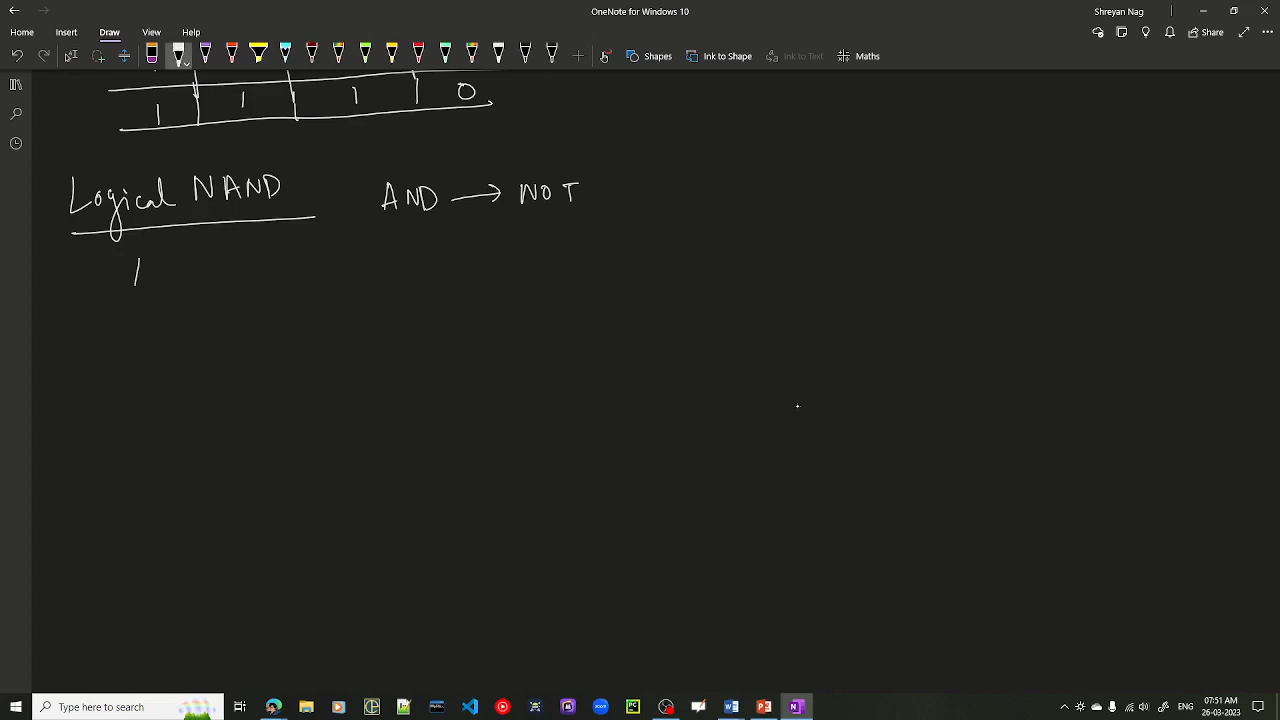 OneNote for Windows 10
Shreyan Nag
Home Insert Draw View Help
Share
Shapes Ink to Shape Ink to Text Maths
1 1 1 0
Logical NAND AND → NOT
1
Type here to search
ENG
07:51 AM
26-03-2023